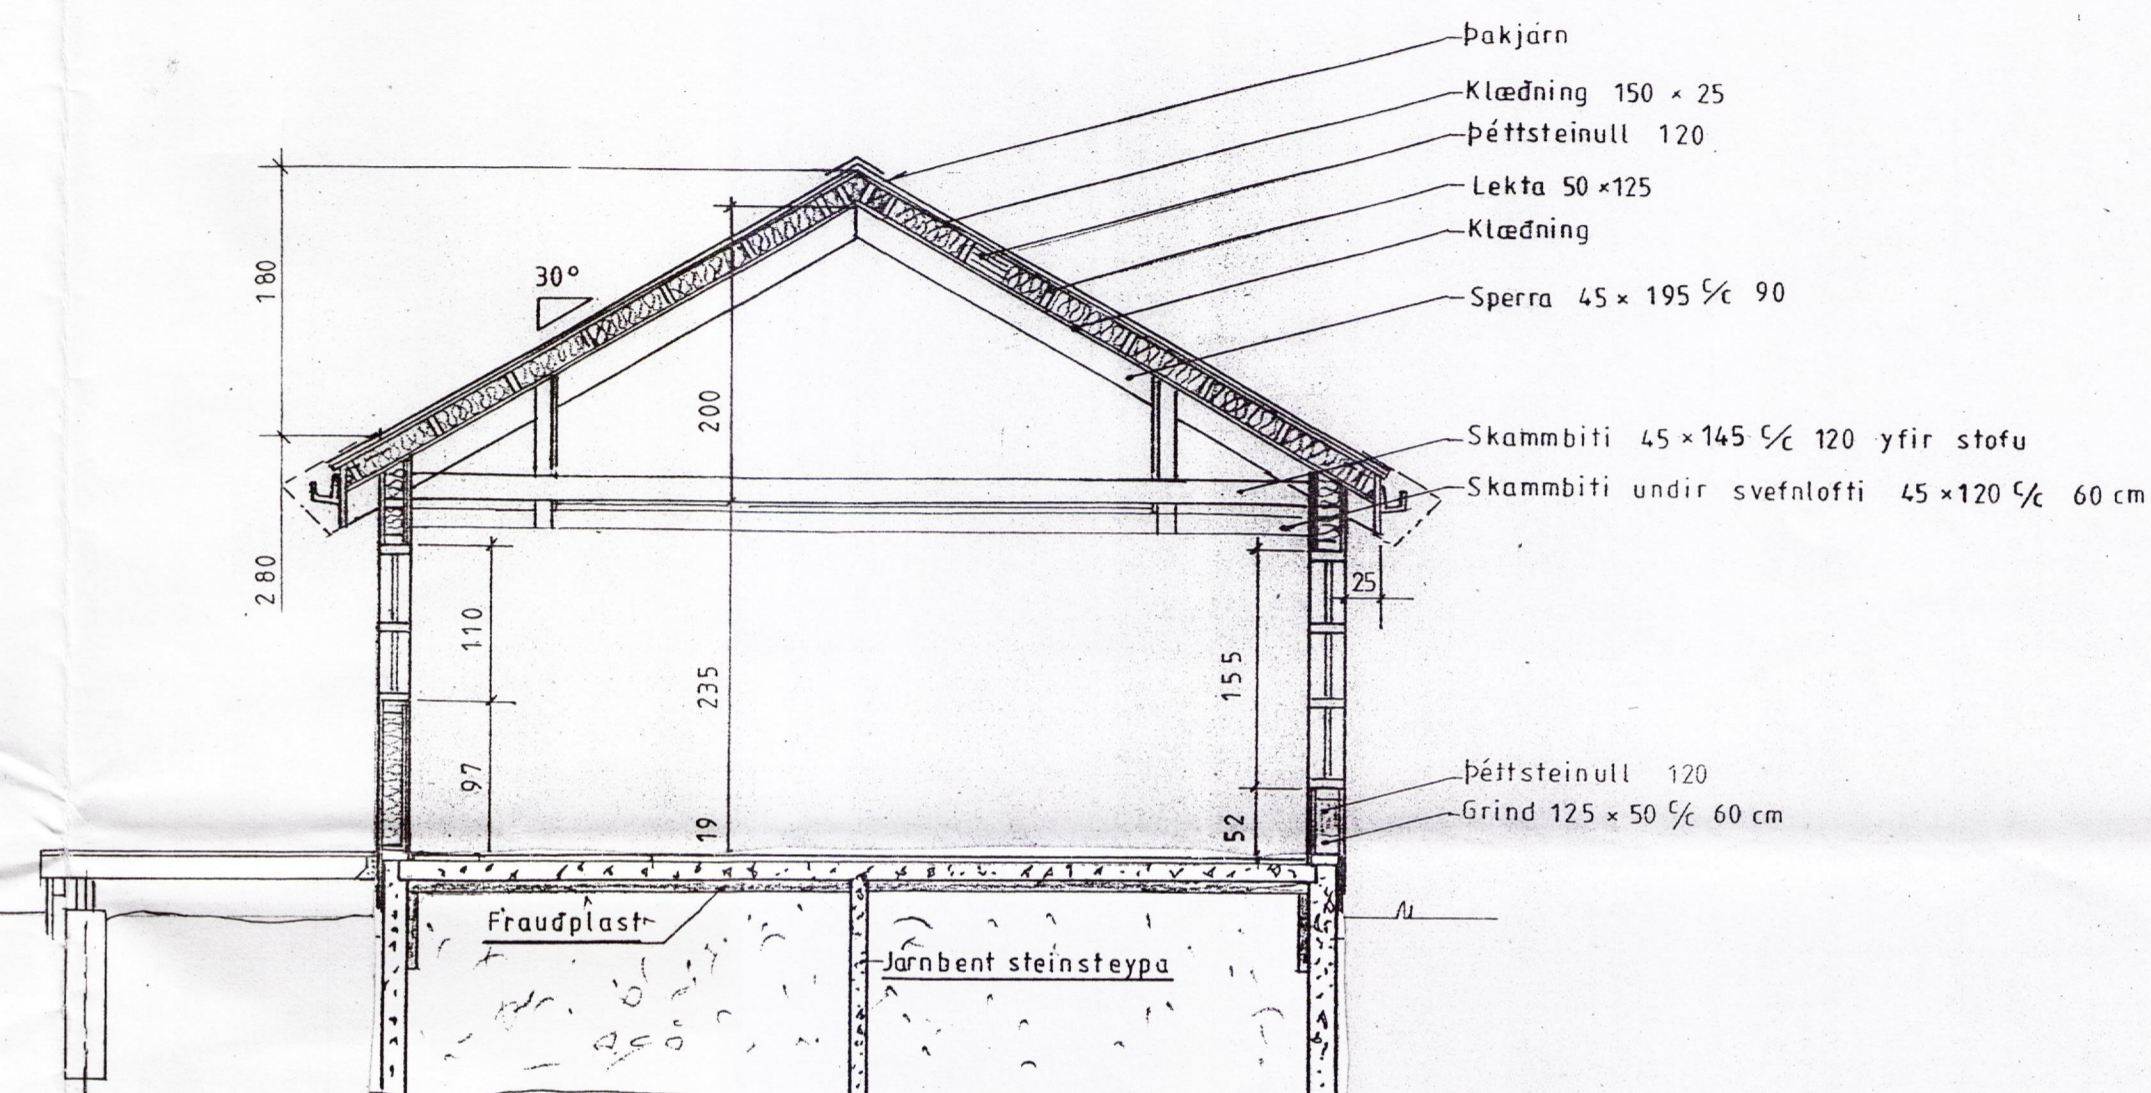 Þakjárn
Klæðning 150 × 25
Þéttsteinull 120
Lekta 50 ×125
Klæðning
Sperra 45 × 195 c/c 90
Skammbiti 45 × 145 c/c 120 yfir stofu
Skammbiti undir svefnlofti 45 ×120 c/c 60 cm
30°
180
200
280
25
110
235
155
97
19
52
Þéttsteinull 120
Grind 125 × 50 c/c 60 cm
Frauðplast
Járnbent steinsteypa